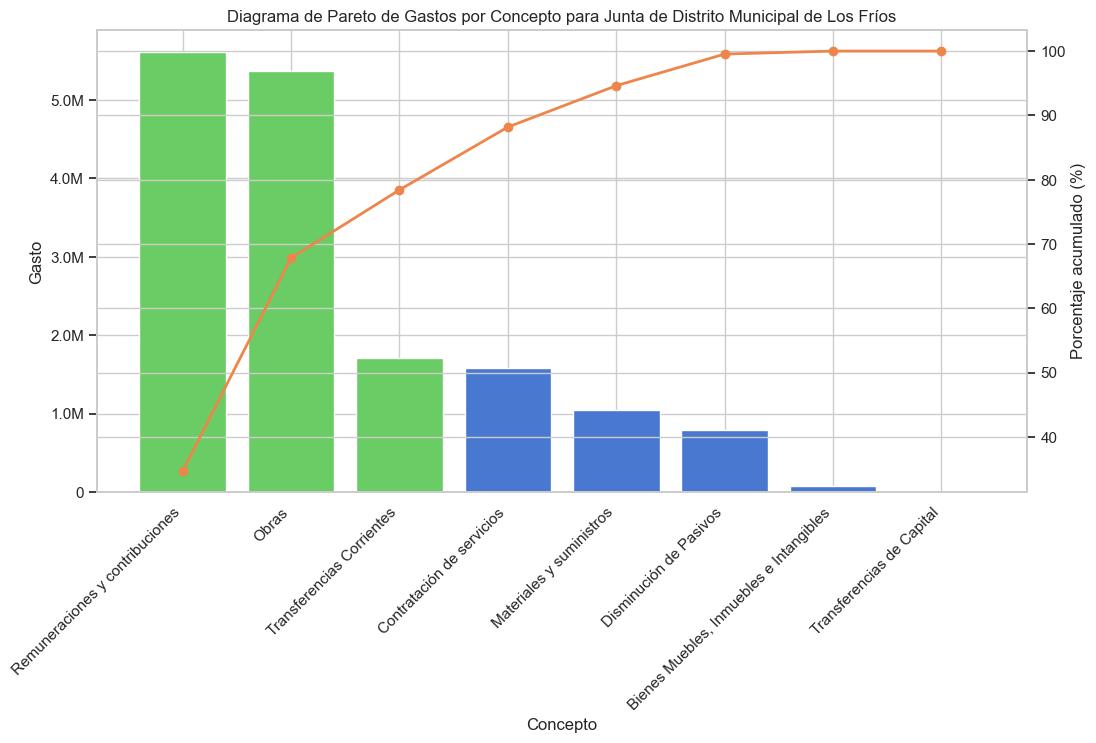 Diagrama de Pareto de Gastos por Concepto para Junta de Distrito Municipal de Los Fríos
Gasto
5.0M
4.0M
3.0M
2.0M
1.0M
0
100
90
80
70
60
50
40
Porcentaje acumulado (%)
Remuneraciones y contribuciones
Obras
Transferencias Corrientes
Contratación de servicios
Materiales y suministros
Disminución de Pasivos
Bienes Muebles, Inmuebles e Intangibles
Transferencias de Capital
Concepto